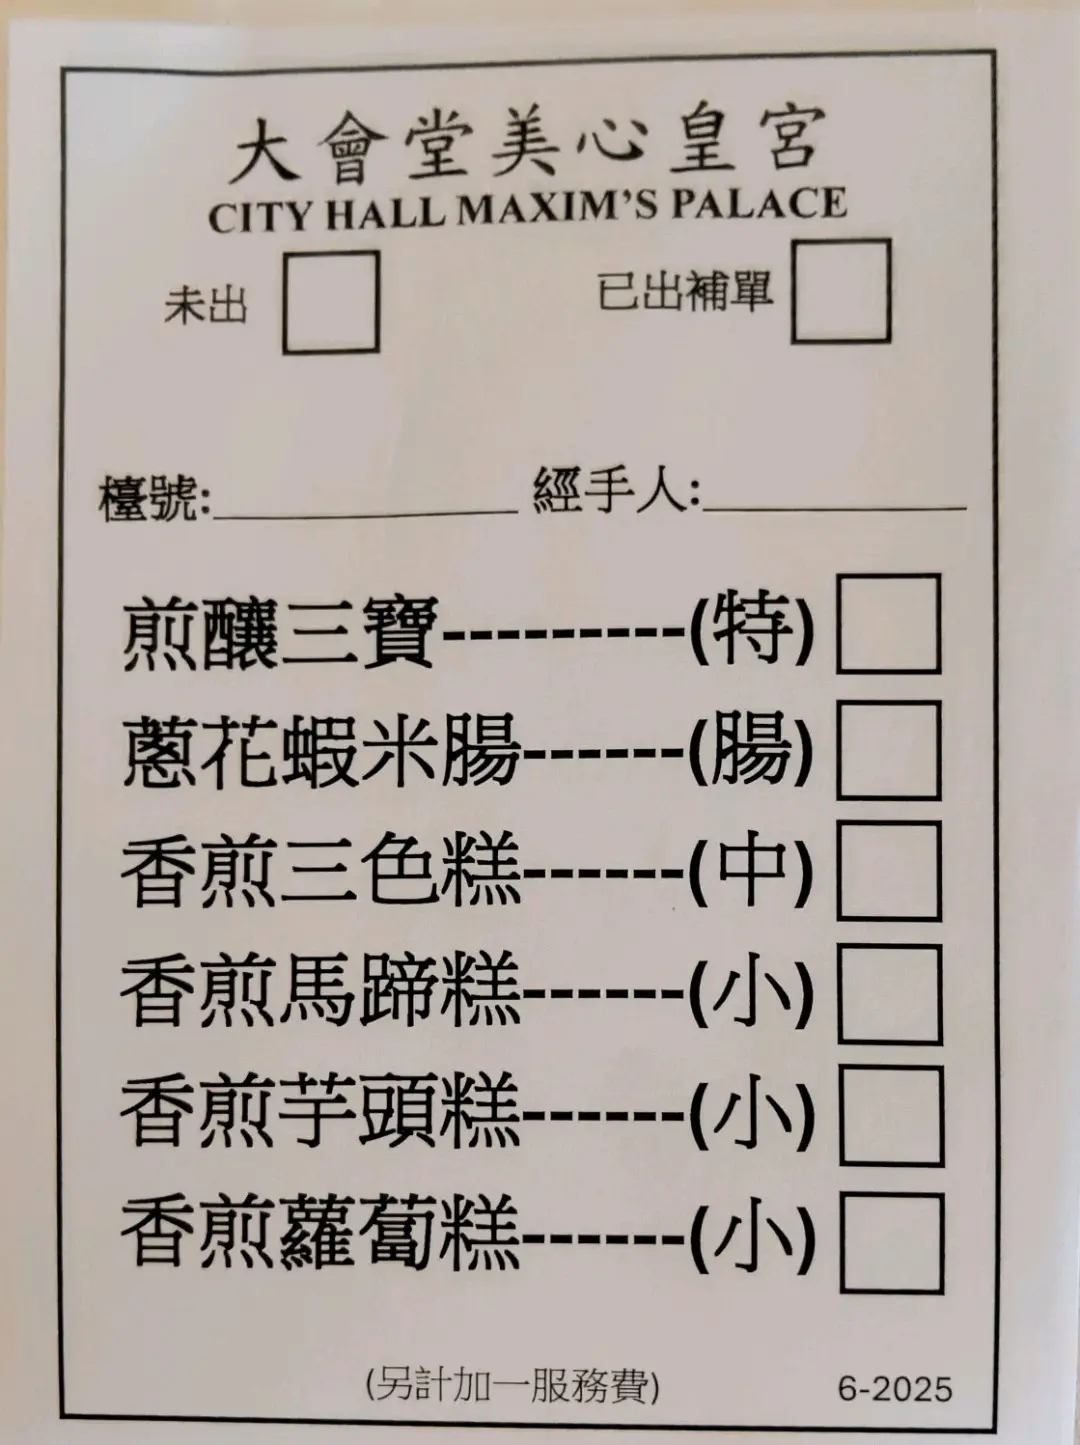 大會堂美心皇宮
CITY HALL MAXIM'S PALACE
未出 已出補單
檯號:__________ 經手人:__________
煎釀三寶---------(特)
蔥花蝦米腸------(腸)
香煎三色糕------(中)
香煎馬蹄糕------(小)
香煎芋頭糕------(小)
香煎蘿蔔糕------(小)
(另計加一服務費) 6-2025